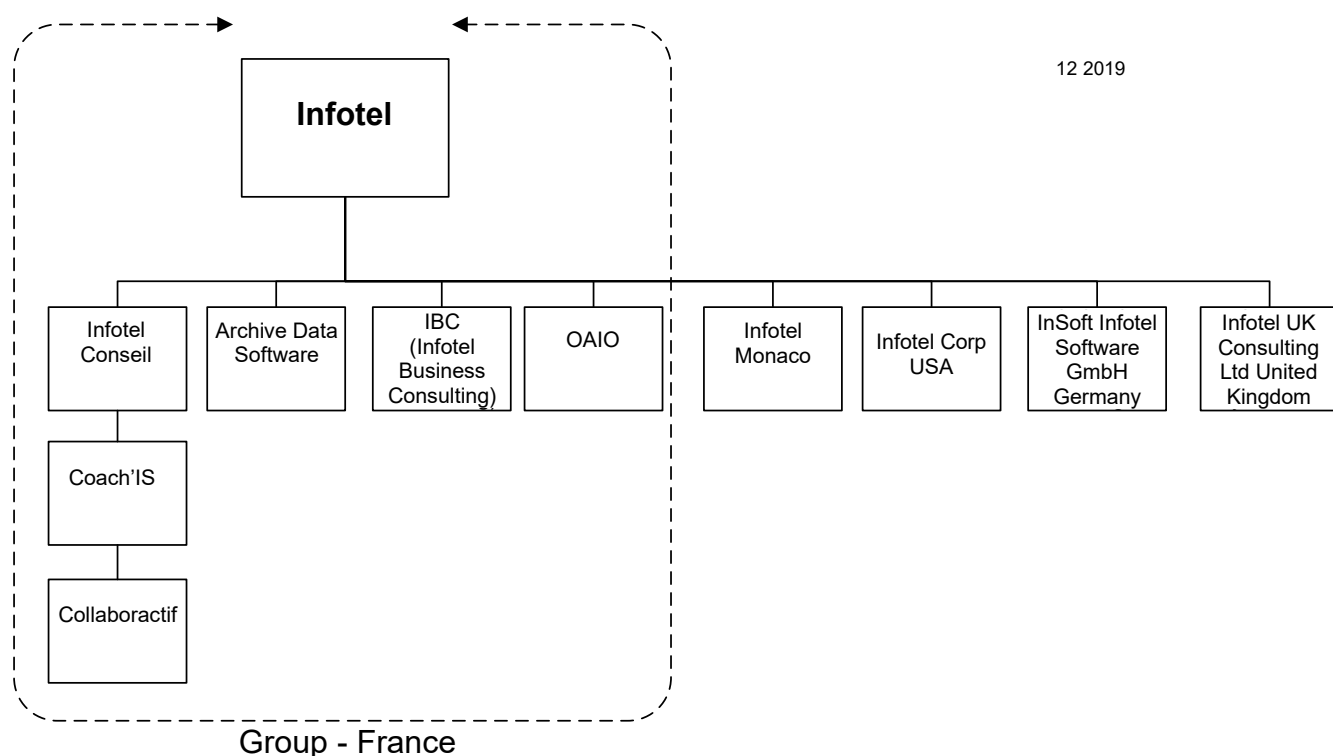 12 2019
Infotel
Infotel
Conseil
Archive Data
Software
IBC
(Infotel
Business
Consulting)
OAIO
Infotel
Monaco
Infotel Corp
USA
InSoft Infotel
Software
GmbH
Germany
Infotel UK
Consulting
Ltd United
Kingdom
Coach’IS
Collaboractif
Group - France